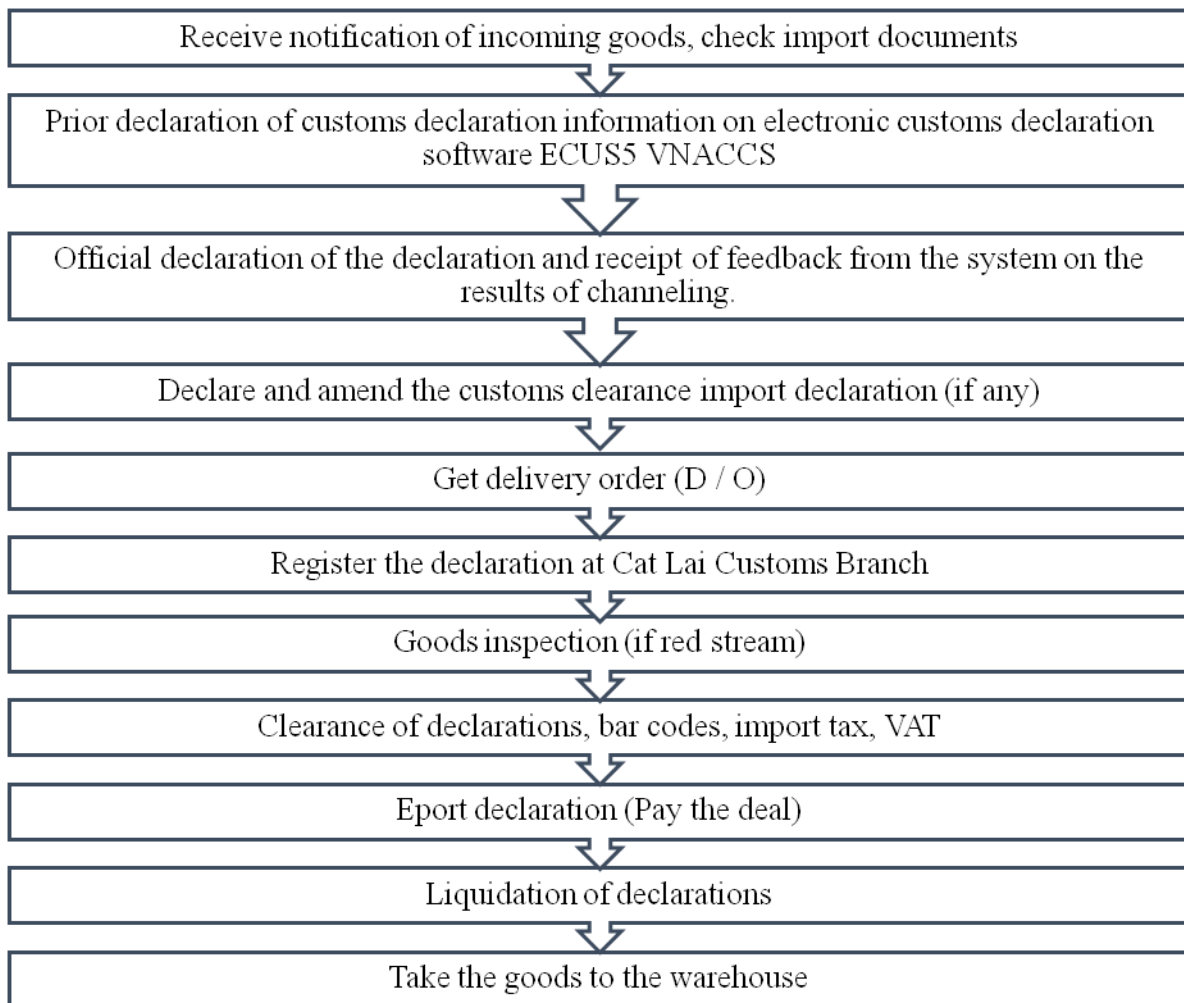 Receive notification of incoming goods, check import documents
Prior declaration of customs declaration information on electronic customs declaration
software ECUS5 VNACCS
Official declaration of the declaration and receipt of feedback from the system on the
results of channeling.
Declare and amend the customs clearance import declaration (if any)
Get delivery order (D / O)
Register the declaration at Cat Lai Customs Branch
Goods inspection (if red stream)
Clearance of declarations, bar codes, import tax, VAT
Eport declaration (Pay the deal)
Liquidation of declarations
Take the goods to the warehouse